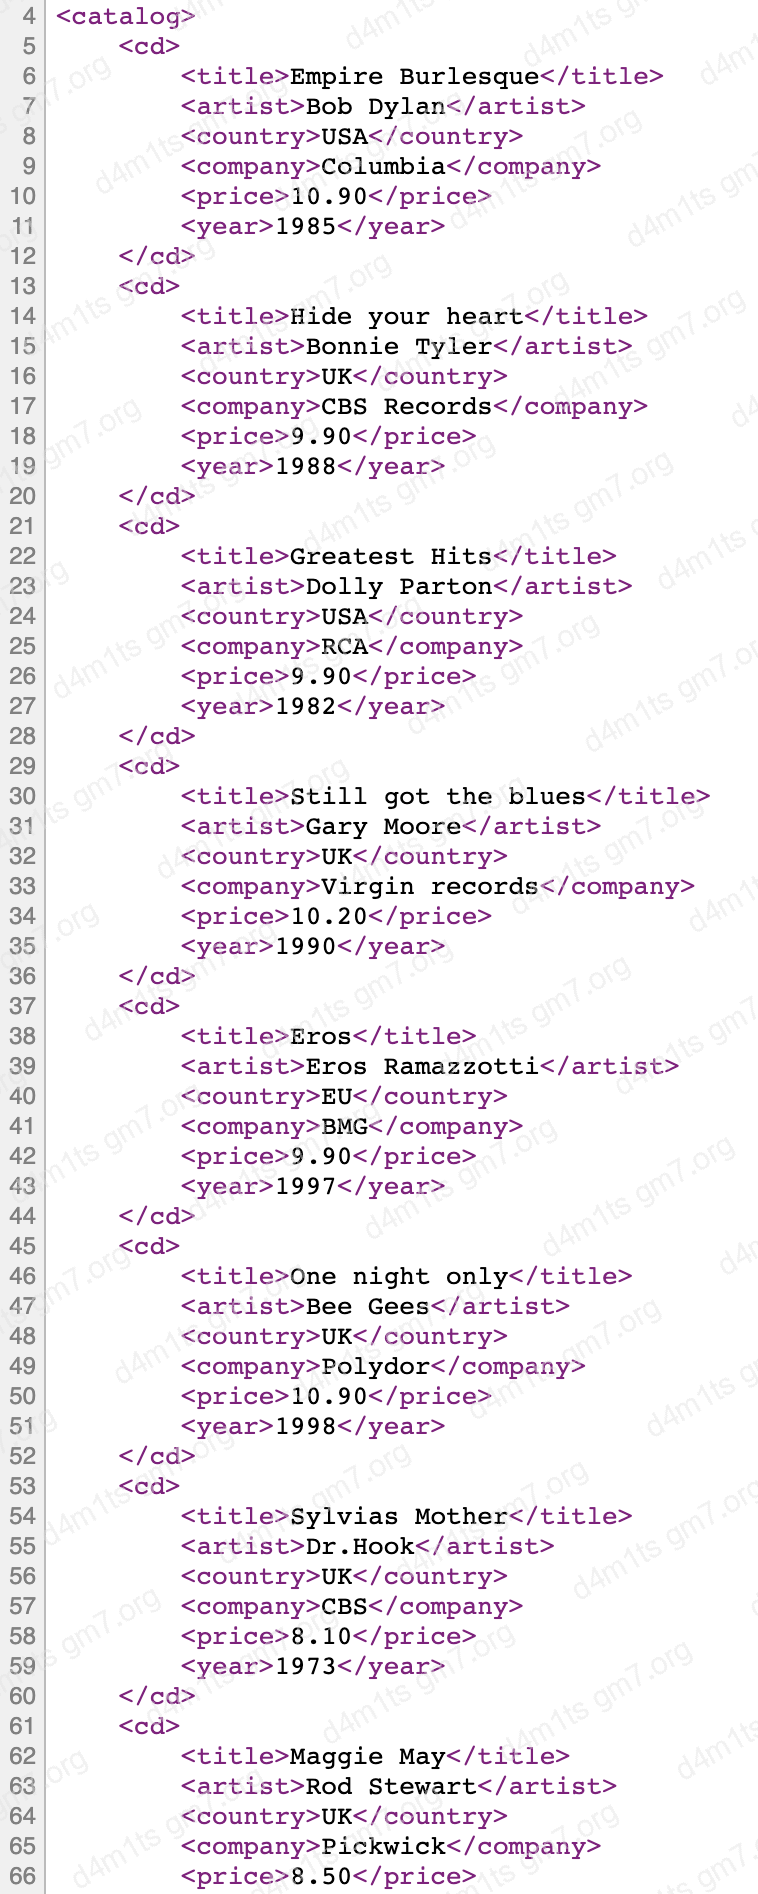 4 <catalog>
5 <cd>
6 <title>Empire Burlesque</title>
7 <artist>Bob Dylan</artist>
8 <country>USA</country>
9 <company>Columbia</company>
10 <price>10.90</price>
11 <year>1985</year>
12 </cd>
13 <cd>
14 <title>Hide your heart</title>
15 <artist>Bonnie Tyler</artist>
16 <country>UK</country>
17 <company>CBS Records</company>
18 <price>9.90</price>
19 <year>1988</year>
20 </cd>
21 <cd>
22 <title>Greatest Hits</title>
23 <artist>Dolly Parton</artist>
24 <country>USA</country>
25 <company>RCA</company>
26 <price>9.90</price>
27 <year>1982</year>
28 </cd>
29 <cd>
30 <title>Still got the blues</title>
31 <artist>Gary Moore</artist>
32 <country>UK</country>
33 <company>Virgin records</company>
34 <price>10.20</price>
35 <year>1990</year>
36 </cd>
37 <cd>
38 <title>Eros</title>
39 <artist>Eros Ramazzotti</artist>
40 <country>EU</country>
41 <company>BMG</company>
42 <price>9.90</price>
43 <year>1997</year>
44 </cd>
45 <cd>
46 <title>One night only</title>
47 <artist>Bee Gees</artist>
48 <country>UK</country>
49 <company>Polydor</company>
50 <price>10.90</price>
51 <year>1998</year>
52 </cd>
53 <cd>
54 <title>Sylvias Mother</title>
55 <artist>Dr.Hook</artist>
56 <country>UK</country>
57 <company>CBS</company>
58 <price>8.10</price>
59 <year>1973</year>
60 </cd>
61 <cd>
62 <title>Maggie May</title>
63 <artist>Rod Stewart</artist>
64 <country>UK</country>
65 <company>Pickwick</company>
66 <price>8.50</price>
d4m1ts gm7.org